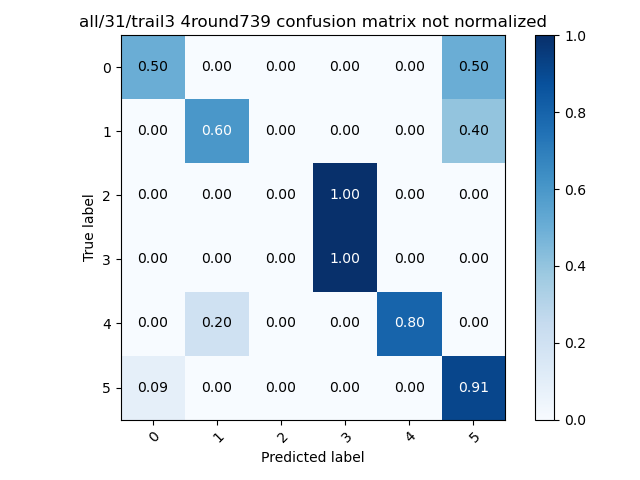 all/31/trail3 4round739 confusion matrix not normalized
0 0.50 0.00 0.00 0.00 0.00 0.50
1 0.00 0.60 0.00 0.00 0.00 0.40
2 0.00 0.00 0.00 1.00 0.00 0.00
3 0.00 0.00 0.00 1.00 0.00 0.00
4 0.00 0.20 0.00 0.00 0.80 0.00
5 0.09 0.00 0.00 0.00 0.00 0.91
0 1 2 3 4 5
True label
Predicted label
1.0
0.8
0.6
0.4
0.2
0.0